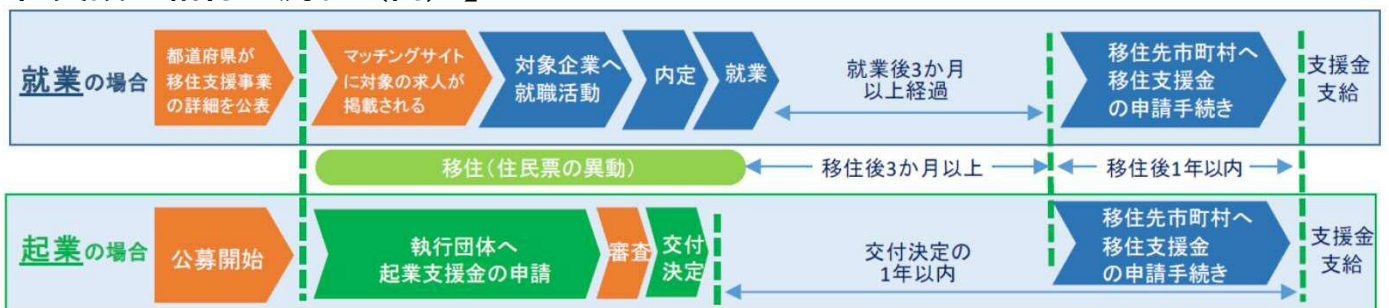 就業の場合
都道府県が
移住支援事業
の詳細を公表
マッチングサイト
に対象の求人が
掲載される
対象企業へ
就職活動
内定
就業
就業後3か月
以上経過
移住先市町村へ
移住支援金
の申請手続き
支援金
支給
移住(住民票の異動)
移住後3か月以上
移住後1年以内
起業の場合
公募開始
執行団体へ
起業支援金の申請
審査
交付
決定
交付決定の
1年以内
移住先市町村へ
移住支援金
の申請手続き
支援金
支給